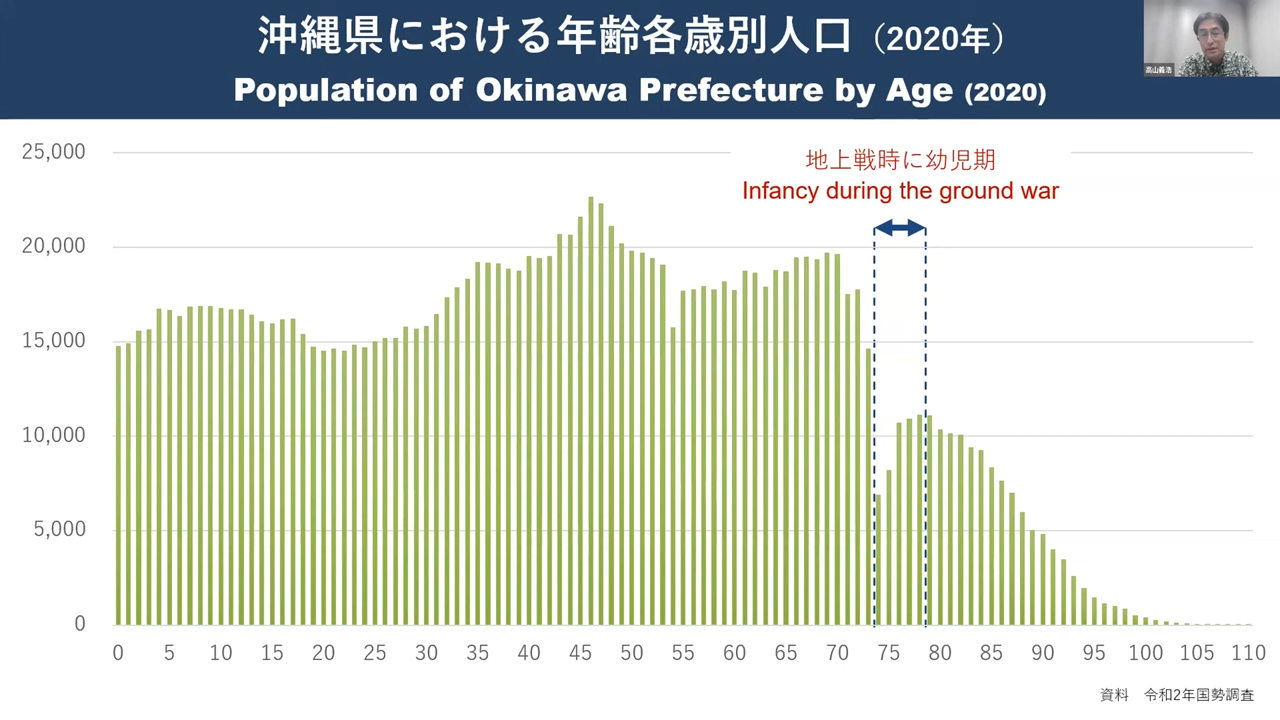 沖縄県における年齢各歳別人口（2020年）
Population of Okinawa Prefecture by Age (2020)
高山義浩
25,000
地上戦時に幼児期
Infancy during the ground war
20,000
15,000
10,000
5,000
0
0 5 10 15 20 25 30 35 40 45 50 55 60 65 70 75 80 85 90 95 100 105 110
資料　令和2年国勢調査